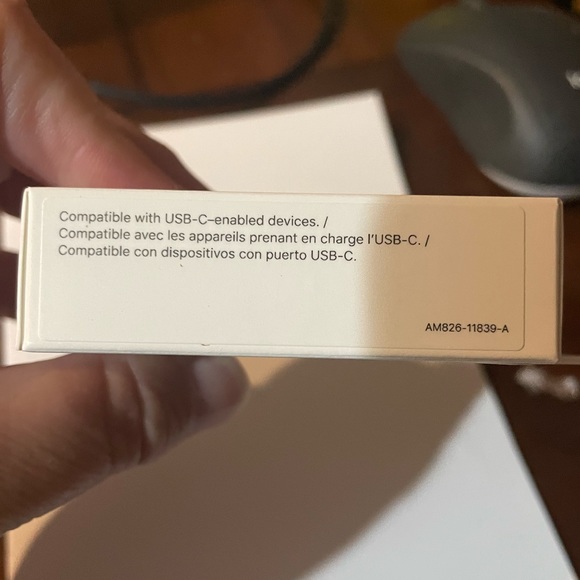 Compatible with USB-C–enabled devices. /
Compatible avec les appareils prenant en charge l'USB-C. /
Compatible con dispositivos con puerto USB-C.
AM826-11839-A